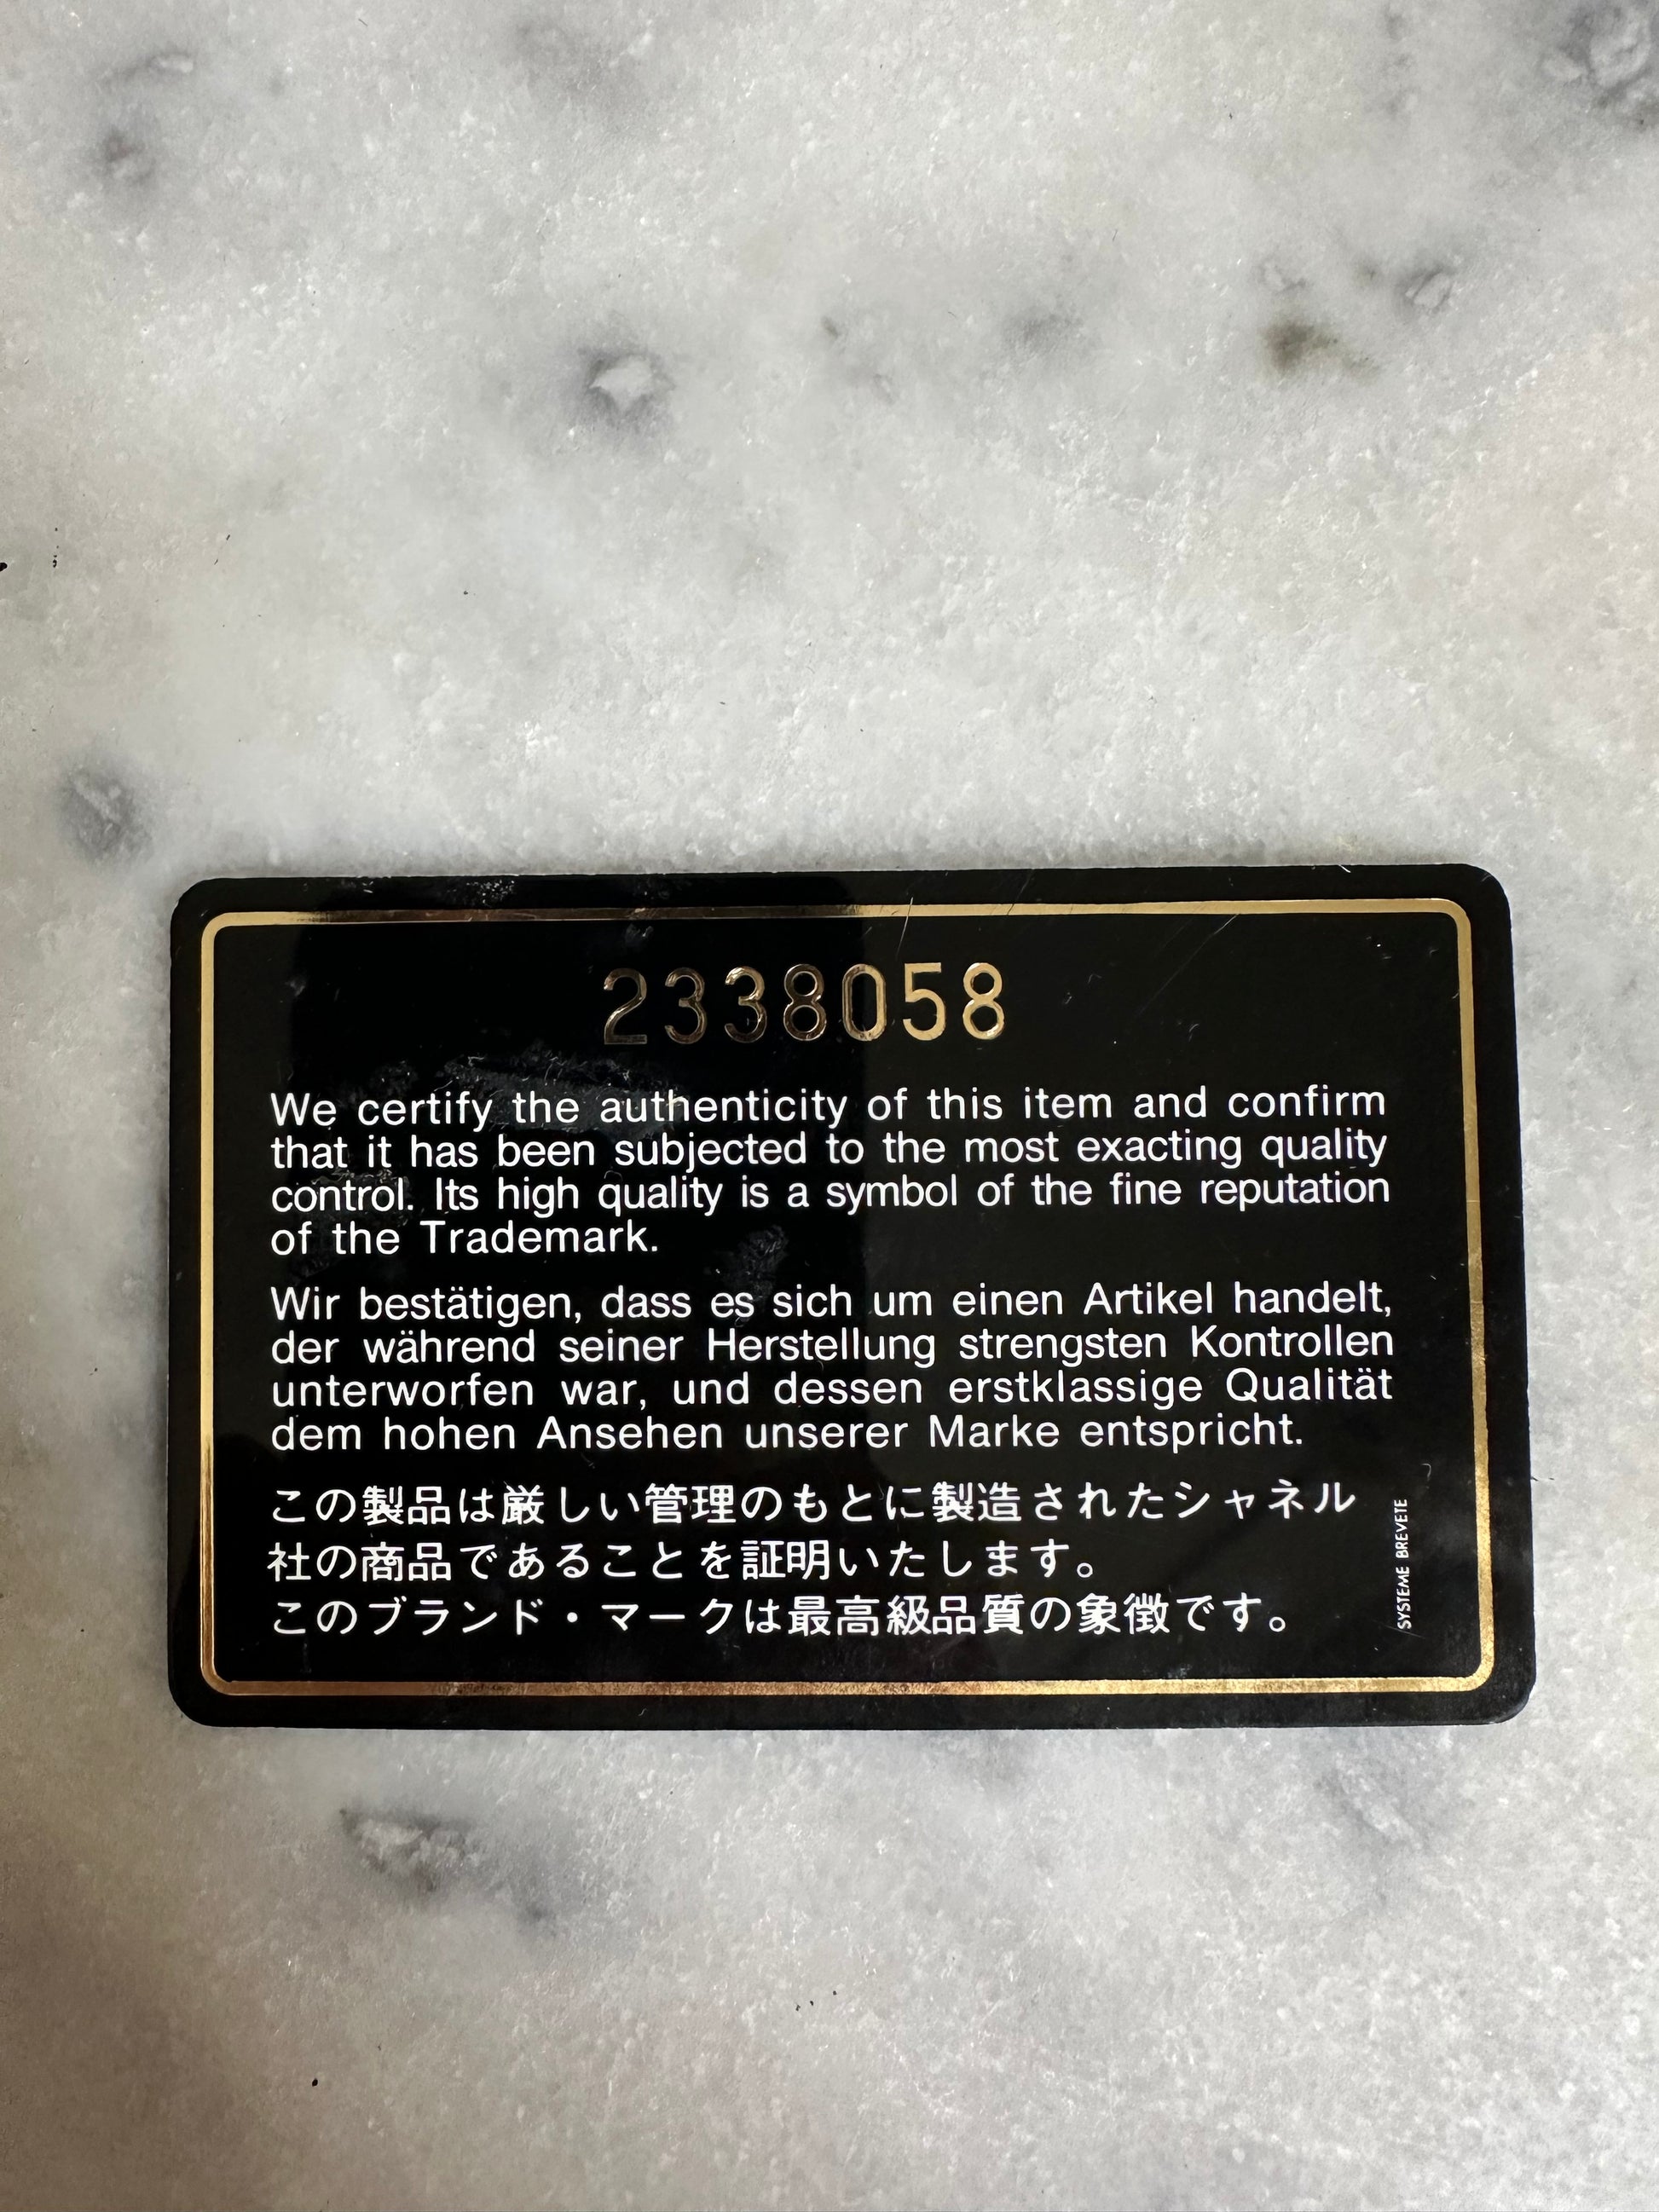 2338058
We certify the authenticity of this item and confirm
that it has been subjected to the most exacting quality
control. Its high quality is a symbol of the fine reputation
of the Trademark.
Wir bestätigen, dass es sich um einen Artikel handelt,
der während seiner Herstellung strengsten Kontrollen
unterworfen war, und dessen erstklassige Qualität
dem hohen Ansehen unserer Marke entspricht.
この製品は厳しい管理のもとに製造されたシャネル
社の商品であることを証明いたします。
このブランド・マークは最高級品質の象徴です。
SYSTEME BREVETE